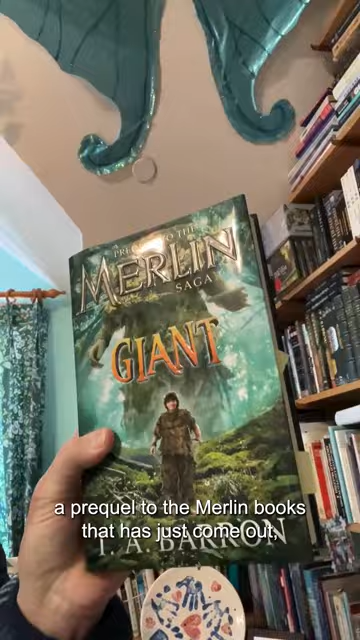 PREQUEL TO THE
MERLIN
SAGA
GIANT
a prequel to the Merlin books
that has just come out,
T. A. BARRON